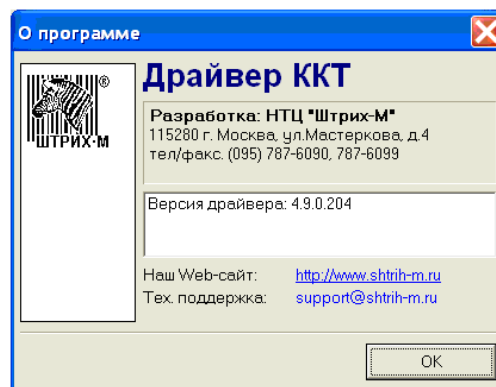 О программе
®
ШТРИХ-М
Драйвер ККТ
Разработка: НТЦ "Штрих-М"
115280 г. Москва, ул.Мастеркова, д.4
тел/факс. (095) 787-6090, 787-6099
Версия драйвера: 4.9.0.204
Наш Web-сайт: http://www.shtrih-m.ru
Тех. поддержка: support@shtrih-m.ru
OK